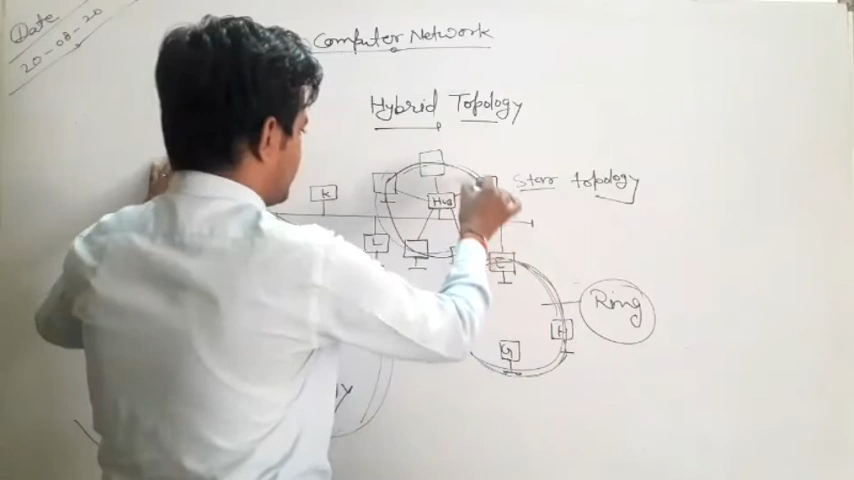 Date
20-08-20
Computer Network
Hybrid Topology
Star topology
K
Hub
L
E
Ring
H
G